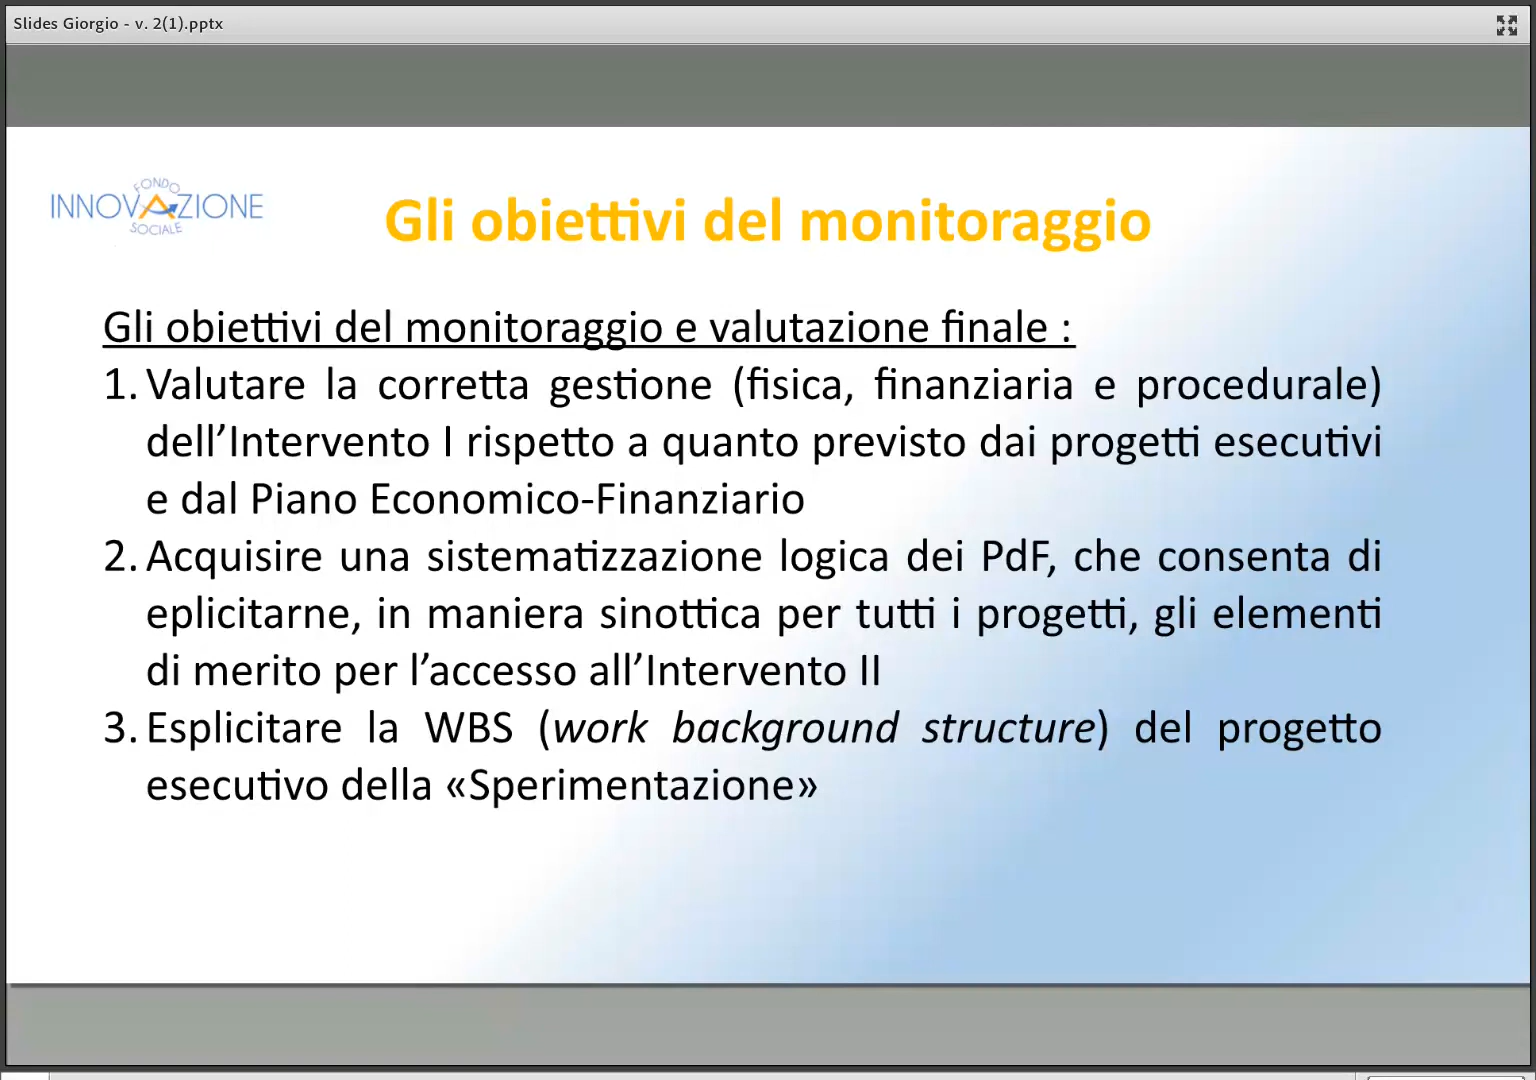 Slides Giorgio - v. 2(1).pptx
FONDO
INNOVAZIONE
SOCIALE
Gli obiettivi del monitoraggio
Gli obiettivi del monitoraggio e valutazione finale :
1. Valutare la corretta gestione (fisica, finanziaria e procedurale)
dell’Intervento I rispetto a quanto previsto dai progetti esecutivi
e dal Piano Economico-Finanziario
2. Acquisire una sistematizzazione logica dei PdF, che consenta di
eplicitarne, in maniera sinottica per tutti i progetti, gli elementi
di merito per l’accesso all’Intervento II
3. Esplicitare la WBS (work background structure) del progetto
esecutivo della «Sperimentazione»